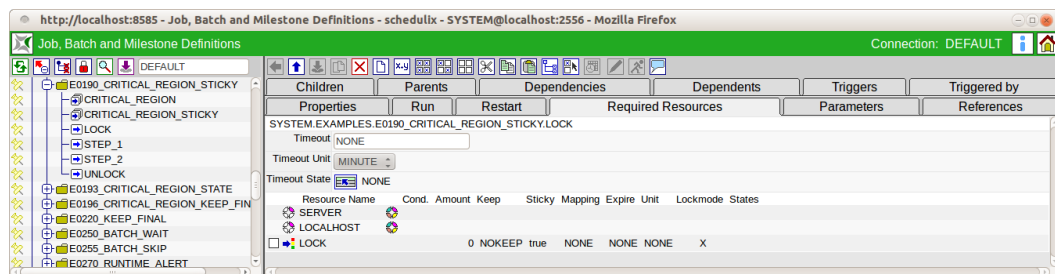 http://localhost:8585 - Job, Batch and Milestone Definitions - schedulix - SYSTEM@localhost:2556 - Mozilla Firefox
Job, Batch and Milestone Definitions
Connection: DEFAULT
DEFAULT
E0190_CRITICAL_REGION_STICKY
CRITICAL_REGION
CRITICAL_REGION_STICKY
LOCK
STEP_1
STEP_2
UNLOCK
E0193_CRITICAL_REGION_STATE
E0196_CRITICAL_REGION_KEEP_FIN
E0220_KEEP_FINAL
E0250_BATCH_WAIT
E0255_BATCH_SKIP
E0270_RUNTIME_ALERT
Children Parents Dependencies Dependents Triggers Triggered by
Properties Run Restart Required Resources Parameters References
SYSTEM.EXAMPLES.E0190_CRITICAL_REGION_STICKY.LOCK
Timeout NONE
Timeout Unit MINUTE
Timeout State NONE
Resource Name Cond. Amount Keep Sticky Mapping Expire Unit Lockmode States
SERVER
LOCALHOST
LOCK 0 NOKEEP true NONE NONE NONE X